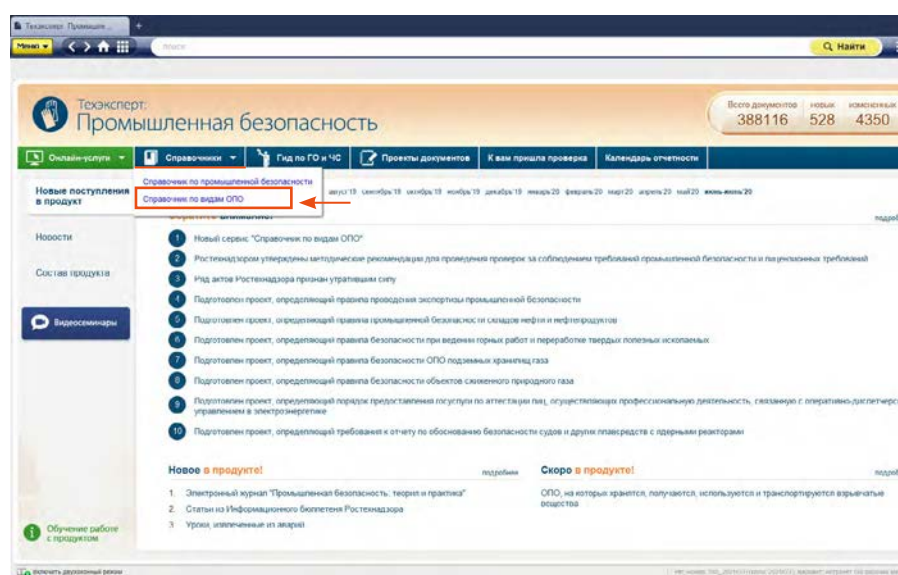 Техэксперт: Промышлен...
Меню
поиск
Найти
Техэксперт:
Промышленная безопасность
Всего документов новых измененных
388116 528 4350
Онлайн-услуги Справочники Гид по ГО и ЧС Проекты документов К вам пришла проверка Календарь отчетности
Справочник по промышленной безопасности
Справочник по видам ОПО
Новые поступления
в продукт
август'19 сентябрь'19 октябрь'19 ноябрь'19 декабрь'19 январь'20 февраль'20 март'20 апрель'20 май'20 июнь-июль'20
Новости
Состав продукта
Видеосеминары
1 Новый сервис "Справочник по видам ОПО"
2 Ростехнадзором утверждены методические рекомендации для проведения проверок за соблюдением требований промышленной безопасности и лицензионных требований
3 Ряд актов Ростехнадзора признан утратившим силу
4 Подготовлен проект, определяющий правила проведения экспертизы промышленной безопасности
5 Подготовлен проект, определяющий правила промышленной безопасности складов нефти и нефтепродуктов
6 Подготовлен проект, определяющий правила безопасности при ведении горных работ и переработке твердых полезных ископаемых
7 Подготовлен проект, определяющий правила безопасности ОПО подземных хранилищ газа
8 Подготовлен проект, определяющий правила безопасности объектов сжиженного природного газа
9 Подготовлен проект, определяющий порядок предоставления госуслуги по аттестации лиц, осуществляющих профессиональную деятельность, связанную с оперативно-диспетчерс
управлением в электроэнергетике
10 Подготовлен проект, определяющий требования к отчету по обоснованию безопасности судов и других плавсредств с ядерными реакторами
Новое в продукте! подробнее
1. Электронный журнал "Промышленная безопасность: теория и практика"
2. Статьи из Информационного бюллетеня Ростехнадзора
3. Уроки, извлеченные из аварий
Скоро в продукте!
ОПО, на которых хранятся, получаются, используются и транспортируются взрывчатые
вещества
Обучение работе
с продуктом
Включить двухоконный режим